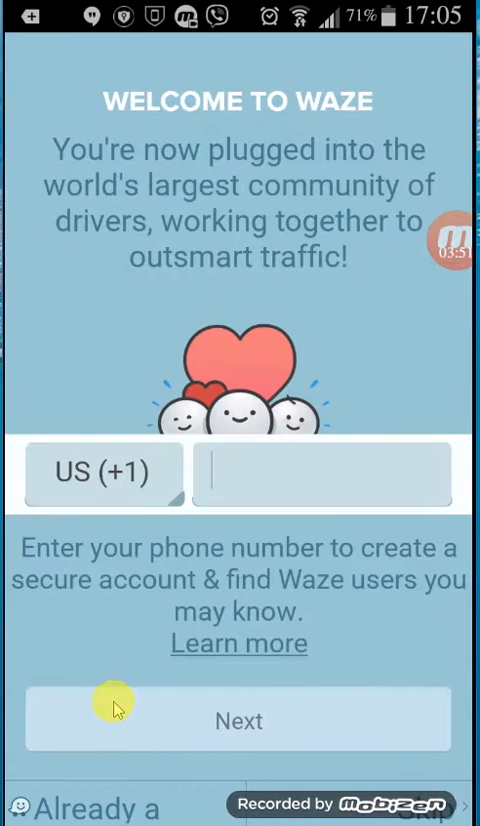 71% 17:05
WELCOME TO WAZE
You're now plugged into the
world's largest community of
drivers, working together to
outsmart traffic!
03:51
US (+1)
Enter your phone number to create a
secure account & find Waze users you
may know.
Learn more
Next
Already a
Skip
Recorded by mobizen